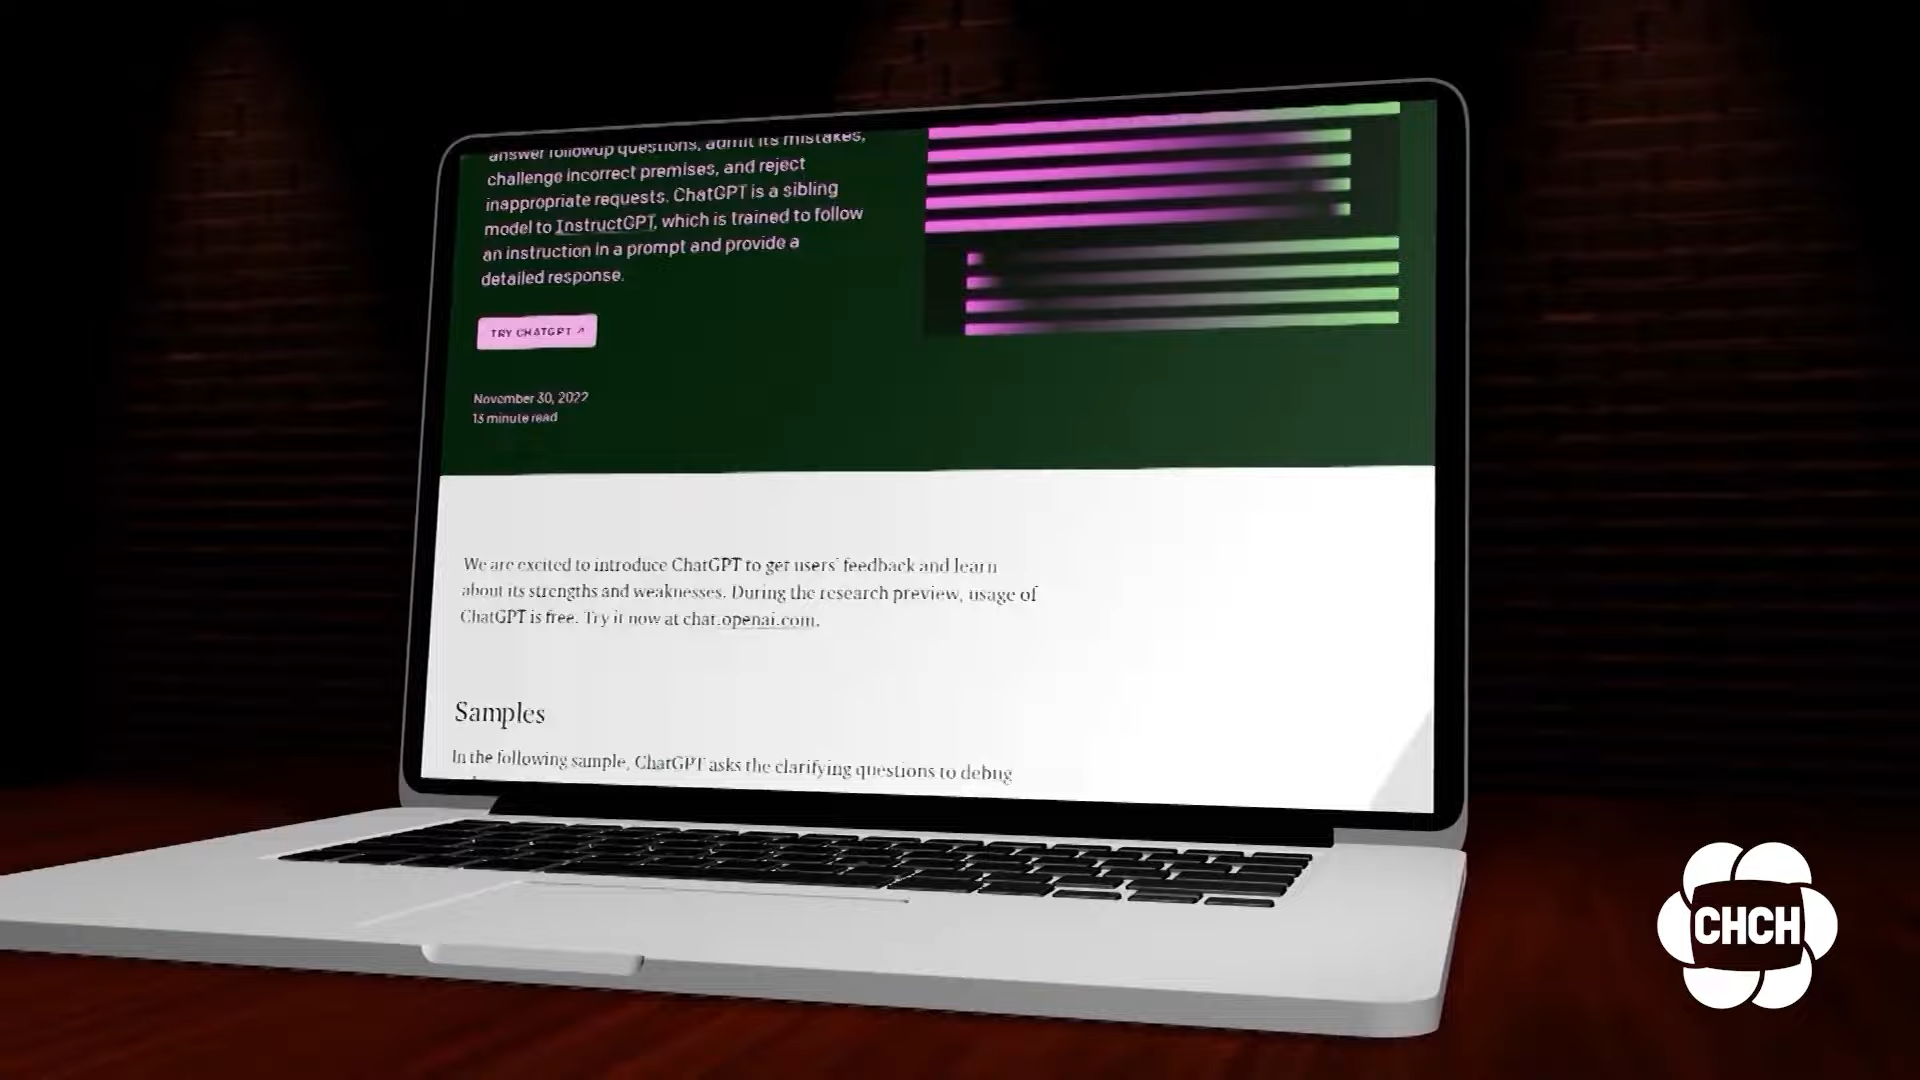 answer followup questions, admit its mistakes,
challenge incorrect premises, and reject
inappropriate requests. ChatGPT is a sibling
model to InstructGPT, which is trained to follow
an instruction in a prompt and provide a
detailed response.
TRY CHATGPT ↗
November 30, 2022
13 minute read
We are excited to introduce ChatGPT to get users' feedback and learn
about its strengths and weaknesses. During the research preview, usage of
ChatGPT is free. Try it now at chat.openai.com.
Samples
In the following sample, ChatGPT asks the clarifying questions to debug
CHCH